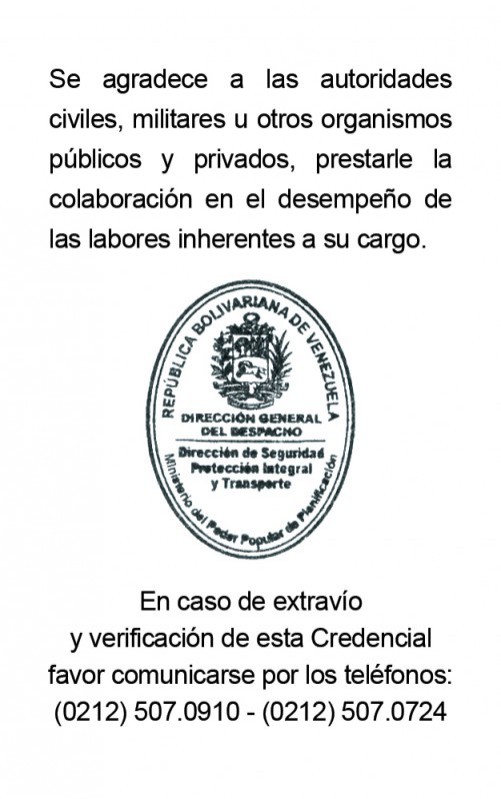 Se agradece a las autoridades
civiles, militares u otros organismos
públicos y privados, prestarle la
colaboración en el desempeño de
las labores inherentes a su cargo.
REPÚBLICA BOLIVARIANA DE VENEZUELA
DIRECCIÓN GENERAL
DEL DESPACHO
Dirección de Seguridad
Protección Integral
y Transporte
Ministerio del Poder Popular de Planificación
En caso de extravío
y verificación de esta Credencial
favor comunicarse por los teléfonos:
(0212) 507.0910 - (0212) 507.0724